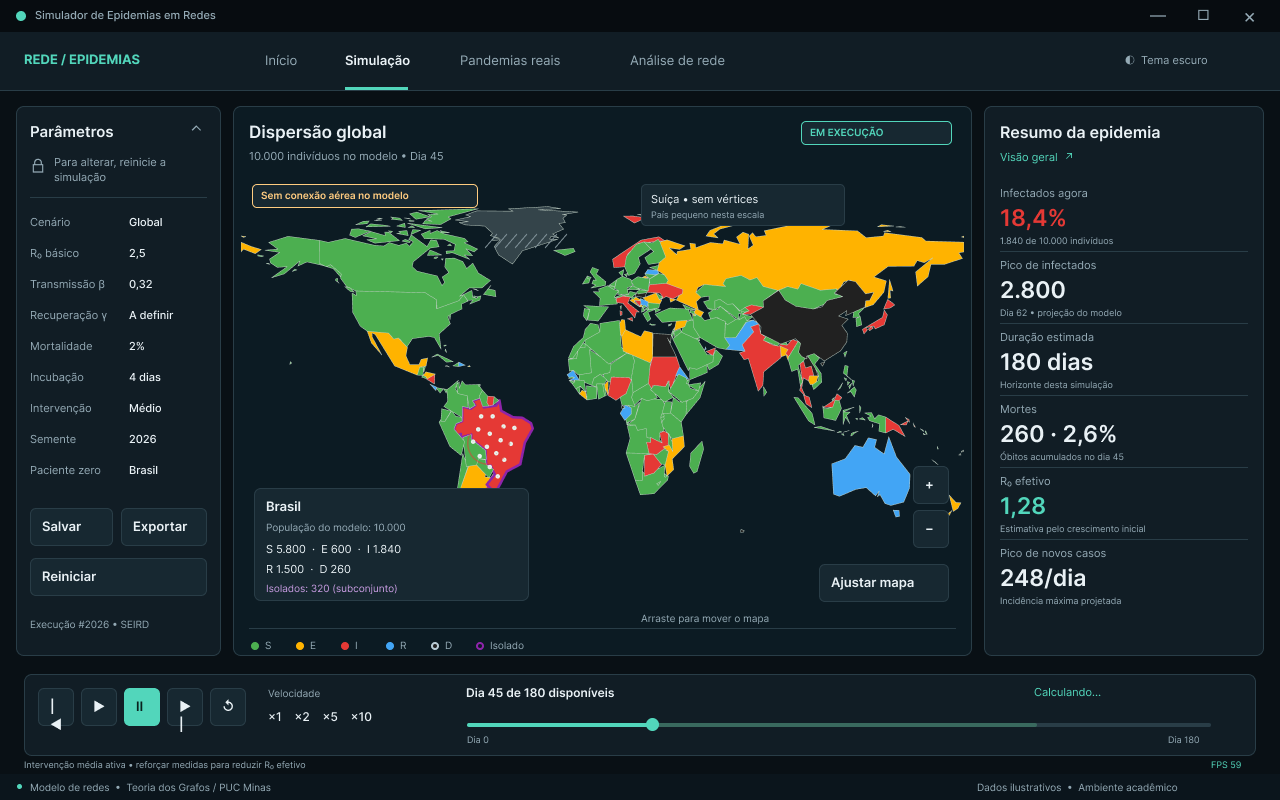 Simulador de Epidemias em Redes
REDE / EPIDEMIAS
Início
Simulação
Pandemias reais
Análise de rede
Tema escuro
Parâmetros
Para alterar, reinicie a
simulação
Cenário Global
R₀ básico 2,5
Transmissão β 0,32
Recuperação γ A definir
Mortalidade 2%
Incubação 4 dias
Intervenção Médio
Semente 2026
Paciente zero Brasil
Salvar
Exportar
Reiniciar
Execução #2026 • SEIRD
Dispersão global
10.000 indivíduos no modelo • Dia 45
EM EXECUÇÃO
Sem conexão aérea no modelo
Suíça • sem vértices
País pequeno nesta escala
Brasil
População do modelo: 10.000
S 5.800 · E 600 · I 1.840
R 1.500 · D 260
Isolados: 320 (subconjunto)
+
−
Ajustar mapa
Arraste para mover o mapa
S
E
I
R
D
Isolado
Resumo da epidemia
Visão geral ↗
Infectados agora
18,4%
1.840 de 10.000 indivíduos
Pico de infectados
2.800
Dia 62 • projeção do modelo
Duração estimada
180 dias
Horizonte desta simulação
Mortes
260 · 2,6%
Óbitos acumulados no dia 45
R₀ efetivo
1,28
Estimativa pelo crescimento inicial
Pico de novos casos
248/dia
Incidência máxima projetada
Velocidade
×1 ×2 ×5 ×10
Dia 45 de 180 disponíveis
Calculando...
Dia 0
Dia 180
Intervenção média ativa • reforçar medidas para reduzir R₀ efetivo
FPS 59
Modelo de redes • Teoria dos Grafos / PUC Minas
Dados ilustrativos • Ambiente acadêmico